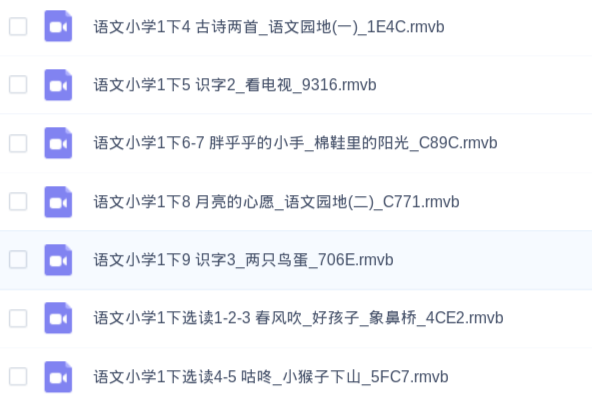 语文小学1下4 古诗两首_语文园地(一)_1E4C.rmvb
语文小学1下5 识字2_看电视_9316.rmvb
语文小学1下6-7 胖乎乎的小手_棉鞋里的阳光_C89C.rmvb
语文小学1下8 月亮的心愿_语文园地(二)_C771.rmvb
语文小学1下9 识字3_两只鸟蛋_706E.rmvb
语文小学1下选读1-2-3 春风吹_好孩子_象鼻桥_4CE2.rmvb
语文小学1下选读4-5 咕咚_小猴子下山_5FC7.rmvb